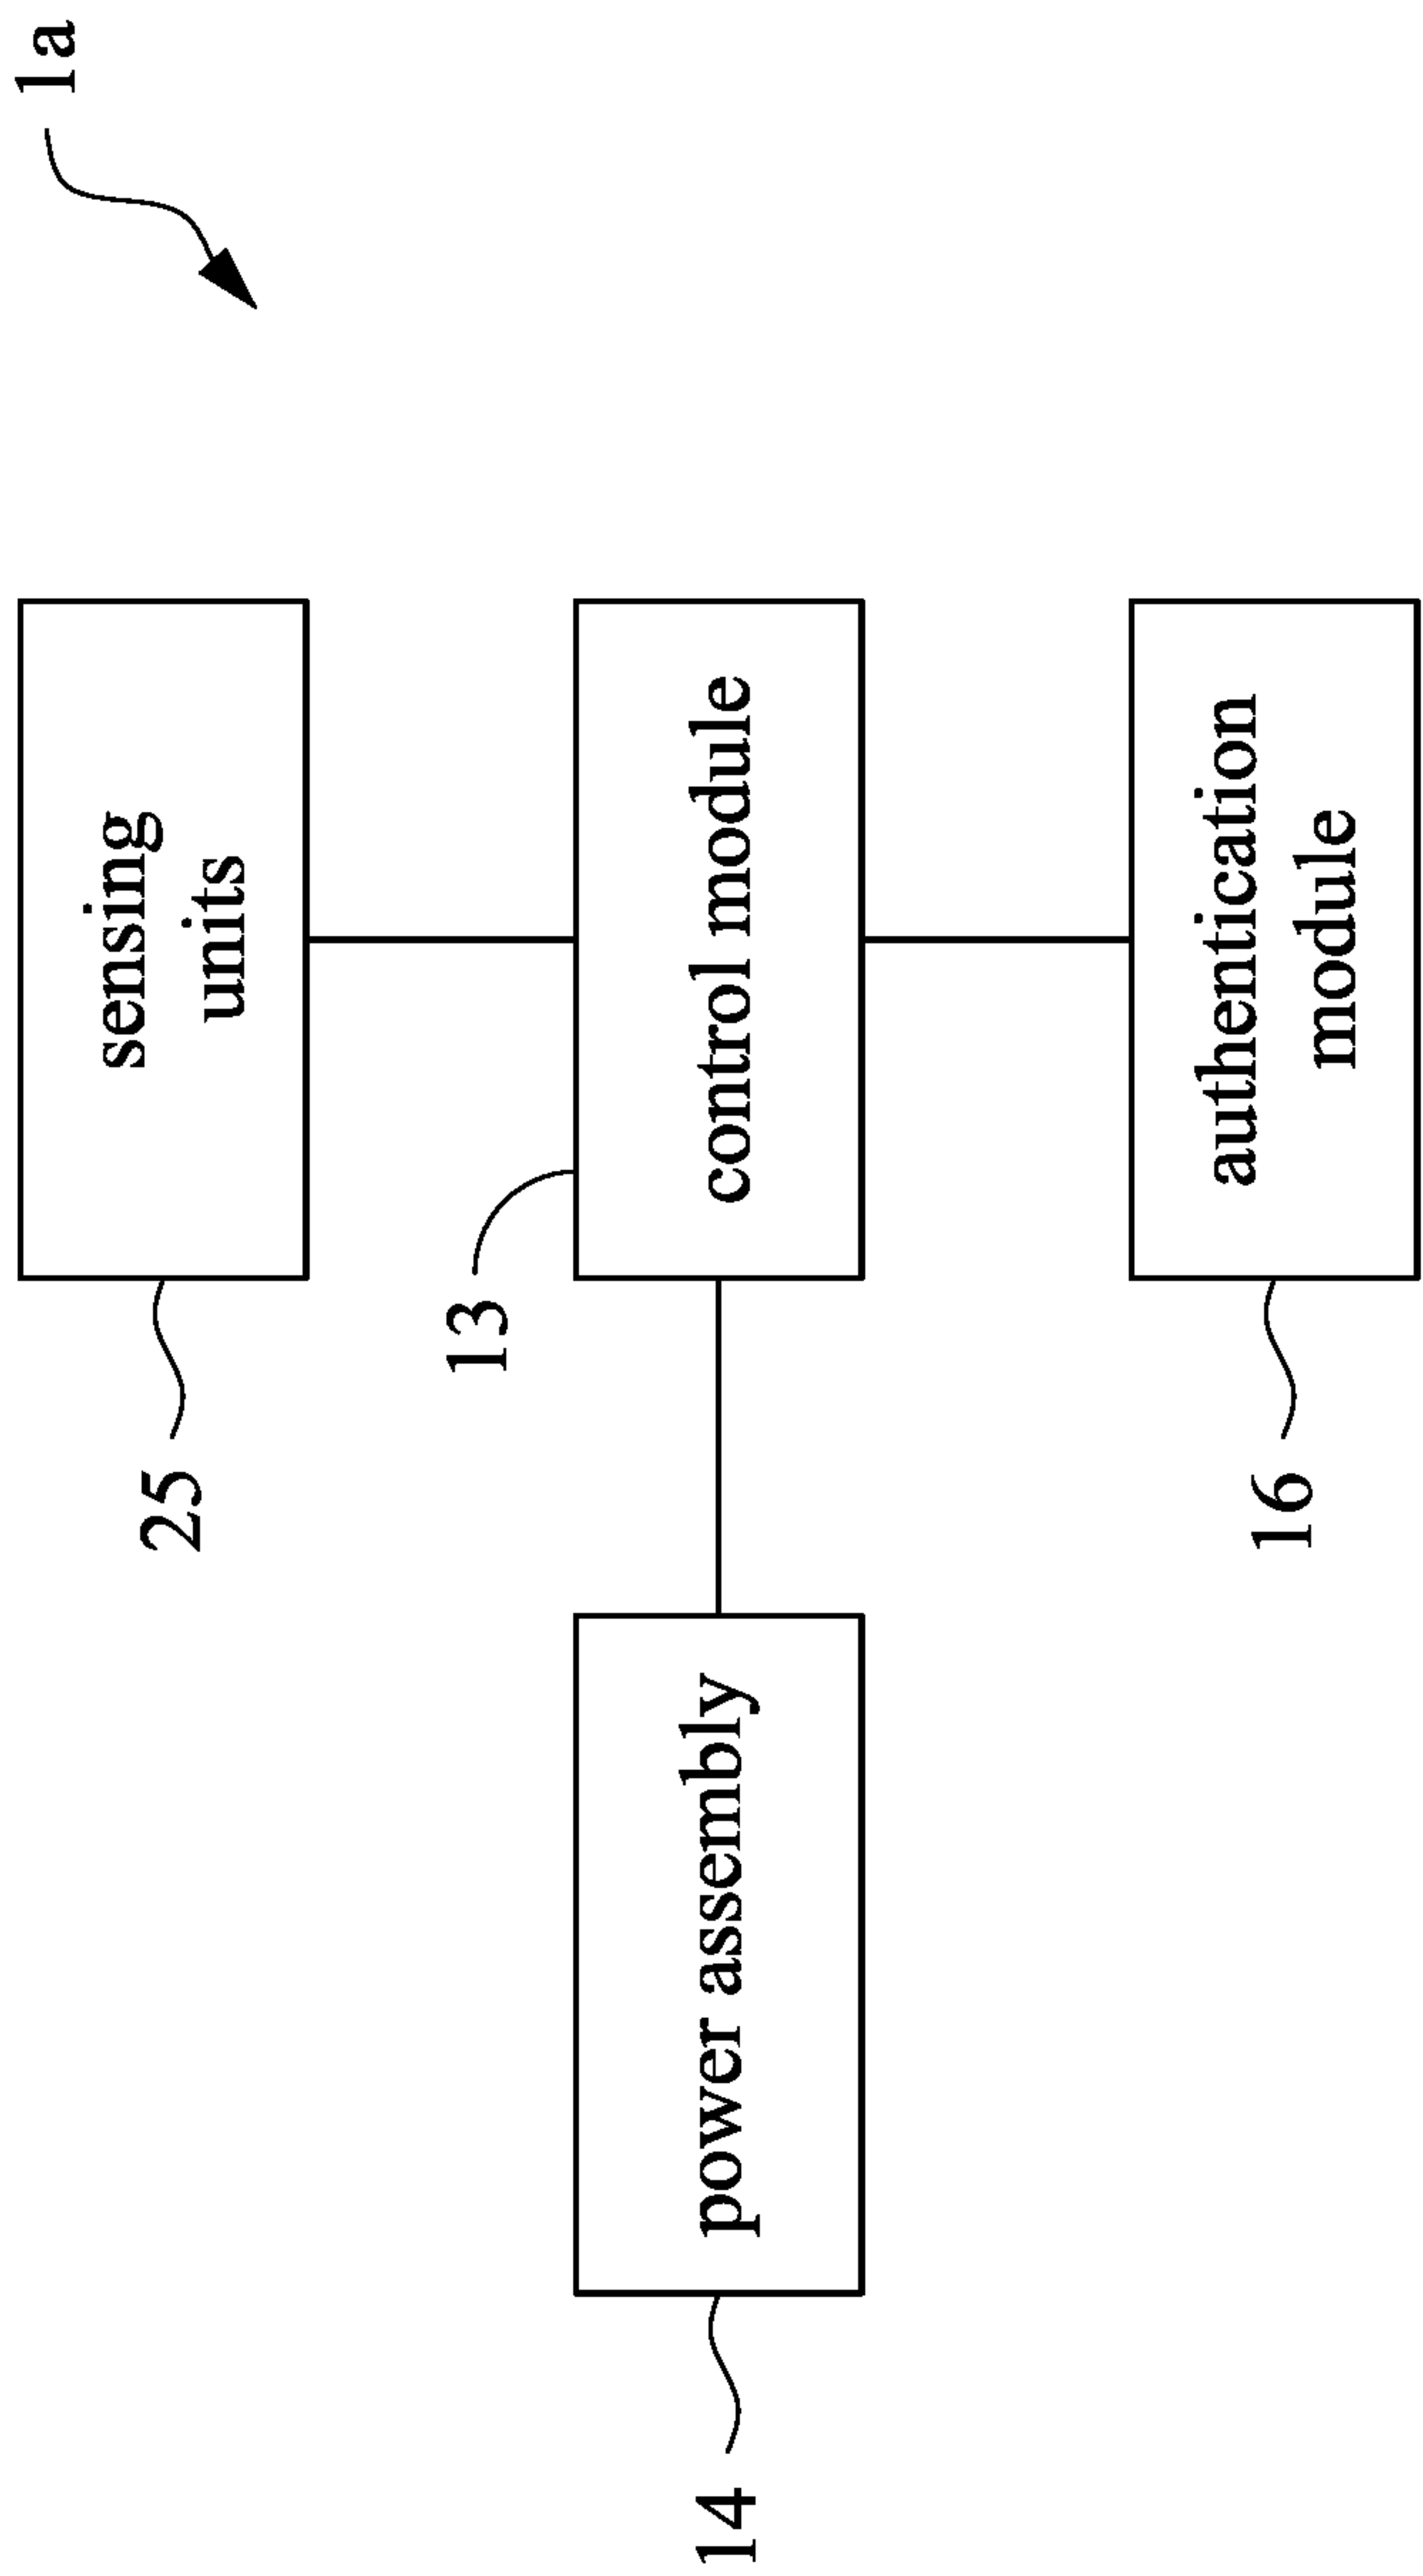 1a
sensing
units
25
13
control module
power assembly
14
authentication
module
16